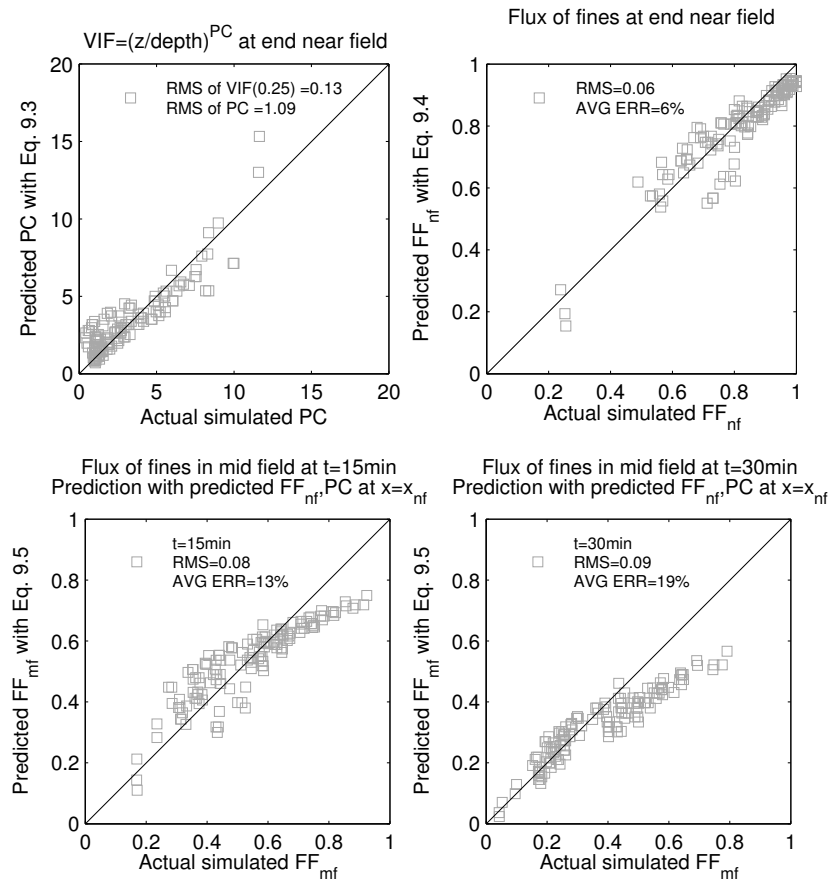 VIF=(z/depth)^PC at end near field
RMS of VIF(0.25) =0.13
RMS of PC =1.09
20
15
10
5
0
0 5 10 15 20
Predicted PC with Eq. 9.3
Actual simulated PC
Flux of fines at end near field
RMS=0.06
AVG ERR=6%
1
0.8
0.6
0.4
0.2
0
0 0.2 0.4 0.6 0.8 1
Predicted FF_nf with Eq. 9.4
Actual simulated FF_nf
Flux of fines in mid field at t=15min
Prediction with predicted FF_nf,PC at x=x_nf
t=15min
RMS=0.08
AVG ERR=13%
1
0.8
0.6
0.4
0.2
0
0 0.2 0.4 0.6 0.8 1
Predicted FF_mf with Eq. 9.5
Actual simulated FF_mf
Flux of fines in mid field at t=30min
Prediction with predicted FF_nf,PC at x=x_nf
t=30min
RMS=0.09
AVG ERR=19%
1
0.8
0.6
0.4
0.2
0
0 0.2 0.4 0.6 0.8 1
Predicted FF_mf with Eq. 9.5
Actual simulated FF_mf